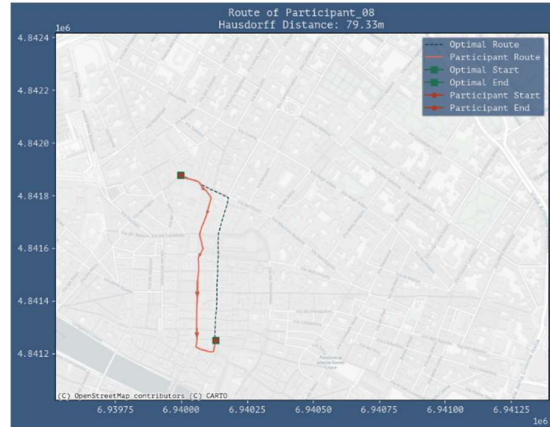 Route of Participant_08
Hausdorff Distance: 79.33m
1e6
4.8424
4.8422
4.8420
4.8418
4.8416
4.8414
4.8412
Optimal Route
Participant Route
Optimal Start
Optimal End
Participant Start
Participant End
(C) OpenStreetMap contributors (C) CARTO
6.93975
6.94000
6.94025
6.94050
6.94075
6.94100
6.94125
1e6